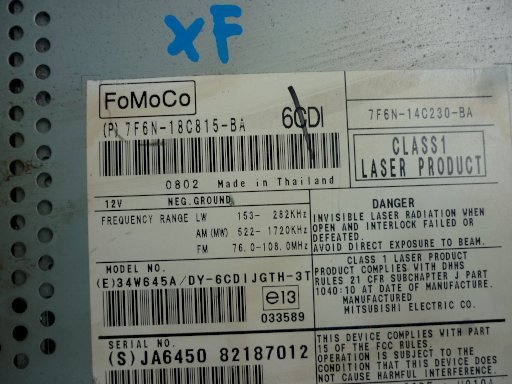 XF
FoMoCo
(P) 7F6N-18C815-BA
6CDI
7F6N-14C230-BA
CLASS1
LASER PRODUCT
0802 Made in Thailand
12V NEG.GROUND
FREQUENCY RANGE LW 153- 282KHz
AM(MW) 522- 1720KHz
FM 76.0-108.0MHz
DANGER
INVISIBLE LASER RADIATION WHEN
OPEN AND INTERLOCK FAILED OR
DEFEATED.
AVOID DIRECT EXPOSURE TO BEAM.
MODEL NO.
(E)34W645A/DY-6CDIJGTH-3T
e13
033589
CLASS 1 LASER PRODUCT
PRODUCT COMPLIES WITH DHHS
RULES 21 CFR SUBCHAPTER J PART
1040:10 AT DATE OF MANUFACTURE.
MANUFACTURED
MITSUBISHI ELECTRIC CO.
SERIAL NO.
(S)JA6450 82187012
THIS DEVICE COMPLIES WITH PART
15 OF THE FCC RULES.
OPERATION IS SUBJECT TO THE
CONDITION THAT THIS DEVICE DOES
NOT CAUSE HARMFUL INTERFERENCE.